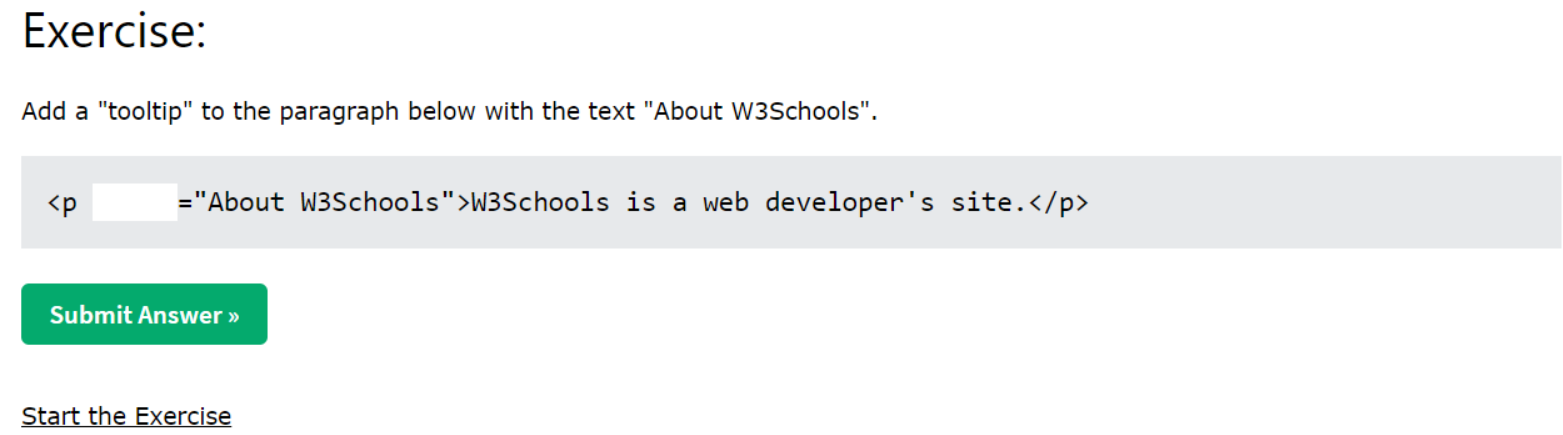 Exercise:
Add a "tooltip" to the paragraph below with the text "About W3Schools".
<p ="About W3Schools">W3Schools is a web developer's site.</p>
Submit Answer »
Start the Exercise